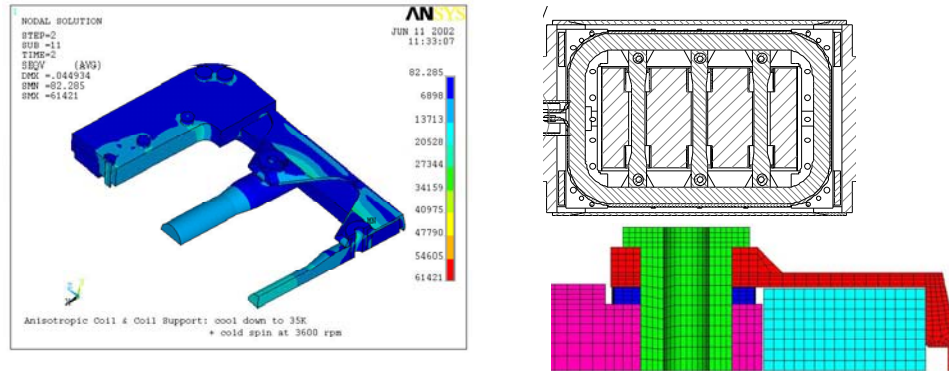 1
ANSYS
NODAL SOLUTION
JUN 11 2002
11:33:07
STEP=2
SUB =11
TIME=2
SEQV (AVG)
DMX =.044934
SMN =82.285
SMX =61421
82.285
6898
13713
20528
27344
34159
40975
47790
54605
61421
MN
X
Anisotropic Coil & Coil Support: cool down to 35K
+ cold spin at 3600 rpm